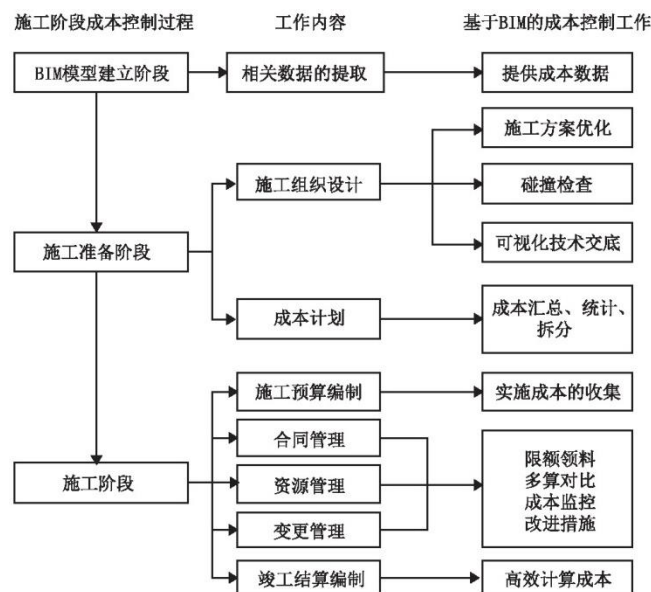 施工阶段成本控制过程
工作内容
基于BIM的成本控制工作
BIM模型建立阶段
相关数据的提取
提供成本数据
施工方案优化
施工组织设计
碰撞检查
施工准备阶段
可视化技术交底
成本计划
成本汇总、统计、
拆分
施工预算编制
实施成本的收集
合同管理
施工阶段
资源管理
变更管理
限额领料
多算对比
成本监控
改进措施
竣工结算编制
高效计算成本